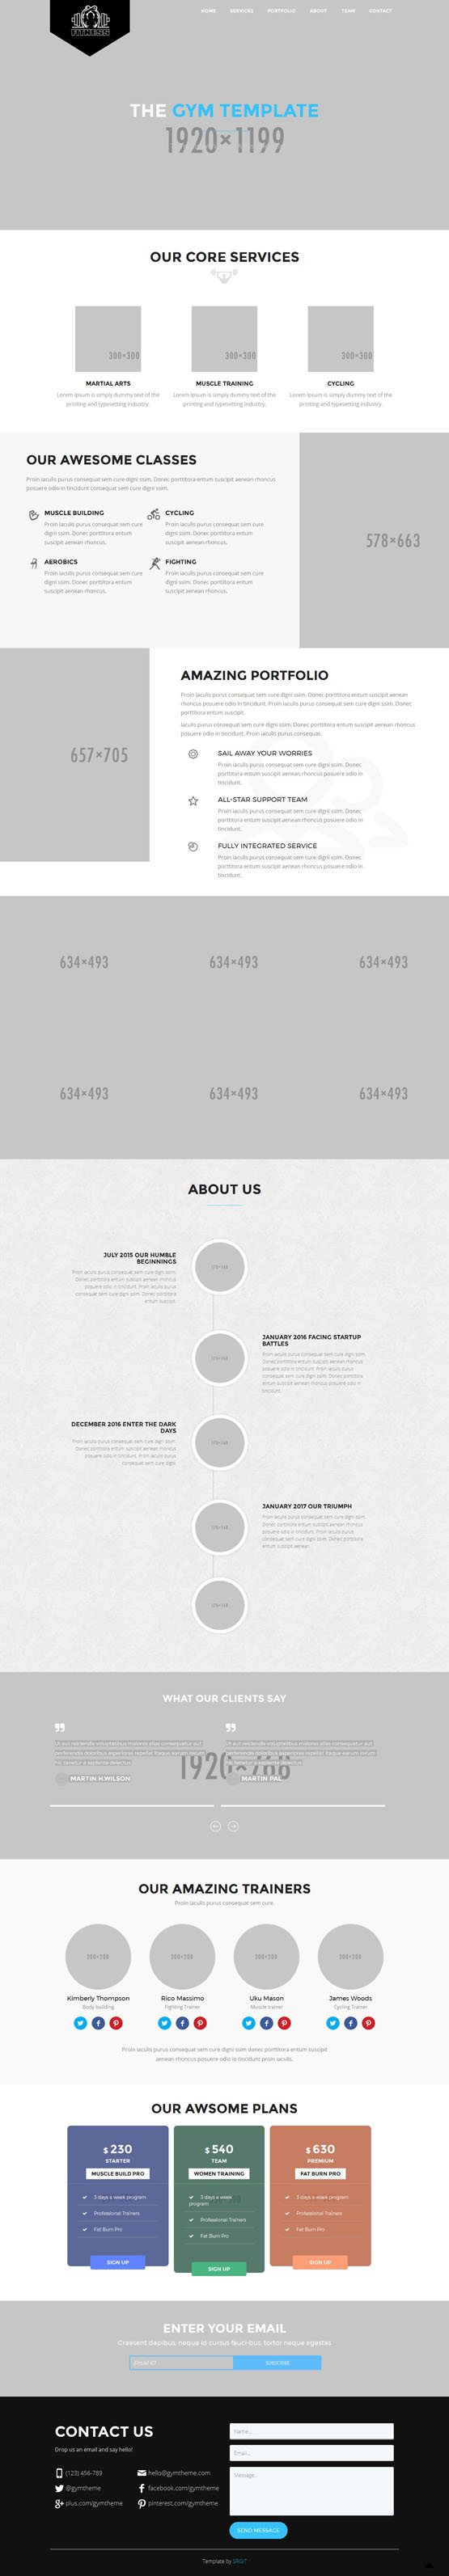 FITNESS
HOME SERVICES PORTFOLIO ABOUT TEAM CONTACT
THE GYM TEMPLATE
1920×1199
OUR CORE SERVICES
300×300 300×300 300×300
MARTIAL ARTS
Lorem Ipsum is simply dummy text of the
printing and typesetting industry.
MUSCLE TRAINING
Lorem Ipsum is simply dummy text of the
printing and typesetting industry.
CYCLING
Lorem Ipsum is simply dummy text of the
printing and typesetting industry.
OUR AWESOME CLASSES
Proin iaculis purus consequat sem cure digni ssim. Donec porttitora entum suscipit aenean rhoncus
posuere odio in tincidunt consequat sem cure digni ssim.
MUSCLE BUILDING
Proin iaculis purus consequat sem cure
digni ssim. Donec porttitora entum
suscipit aenean rhoncus.
CYCLING
Proin iaculis purus consequat sem cure
digni ssim. Donec porttitora entum
suscipit aenean rhoncus.
AEROBICS
Proin iaculis purus consequat sem cure
digni ssim. Donec porttitora entum
suscipit aenean rhoncus.
FIGHTING
Proin iaculis purus consequat sem cure
digni ssim. Donec porttitora entum
suscipit aenean rhoncus.
578×663
657×705
AMAZING PORTFOLIO
Proin iaculis purus consequat sem cure digni ssim. Donec porttitora entum suscipit aenean
rhoncus posuere odio in tincidunt. Proin iaculis purus consequat sem cure digni ssim. Donec
porttitora entum suscipit.
Iaculis purus consequat sem cure digni ssim. Donec porttitora entum suscipit aenean rhoncus
posuere odio in tincidunt. Proin iaculis purus consequat.
SAIL AWAY YOUR WORRIES
Proin iaculis purus consequat sem cure digni ssim. Donec
porttitora entum suscipit aenean rhoncus posuere odio in
tincidunt.
ALL-STAR SUPPORT TEAM
Proin iaculis purus consequat sem cure digni ssim. Donec
porttitora entum suscipit aenean rhoncus posuere odio in
tincidunt.
FULLY INTEGRATED SERVICE
Proin iaculis purus consequat sem cure digni ssim. Donec
porttitora entum suscipit aenean rhoncus posuere odio in
tincidunt.
634×493 634×493 634×493
634×493 634×493 634×493
ABOUT US
JULY 2015 OUR HUMBLE
BEGINNINGS
Proin iaculis purus consequat sem cure digni ssim.
Donec porttitora entum suscipit aenean rhoncus
posuere odio in tincidunt. Proin iaculis purus
consequat sem cure digni ssim. Donec porttitora
entum suscipit.
JANUARY 2016 FACING STARTUP
BATTLES
Proin iaculis purus consequat sem cure digni ssim.
Donec porttitora entum suscipit aenean rhoncus
posuere odio in tincidunt. Proin iaculis purus
consequat sem cure digni ssim. Donec porttitora
entum suscipit aenean rhoncus posuere odio in
tincidunt.
DECEMBER 2016 ENTER THE DARK
DAYS
Proin iaculis purus consequat sem cure digni ssim.
Donec porttitora entum suscipit aenean rhoncus
posuere odio in tincidunt. Proin iaculis purus
consequat sem cure digni.
JANUARY 2017 OUR TRIUMPH
Proin iaculis purus consequat sem cure digni ssim.
Donec porttitora entum suscipit aenean rhoncus
posuere odio in tincidunt. Proin iaculis purus
consequat sem cure digni ssim. Donec porttitora
entum suscipit aenean.
WHAT OUR CLIENTS SAY
MARTIN H.WILSON
MARTIN PAL
OUR AMAZING TRAINERS
Proin iaculis purus consequat sem cure.
300×300 300×300 300×300 300×300
Kimberly Thompson
Body building
Rico Massimo
Fighting Trainer
Uku Mason
Muscle trainer
James Woods
Cycling Trainer
Proin iaculis purus consequat sem cure digni ssim donec porttitora entum suscipit
aenean rhoncus posuere odio in tincidunt proin iaculis.
OUR AWSOME PLANS
$ 230
STARTER
MUSCLE BUILD PRO
3 days a week program
Professional Trainers
Fat Burn Pro
SIGN UP
$ 540
TEAM
WOMEN TRAINING
3 days a week
program
Professional Trainers
Fat Burn Pro
SIGN UP
$ 630
PREMIUM
FAT BURN PRO
3 days a week program
Professional Trainers
Fat Burn Pro
SIGN UP
ENTER YOUR EMAIL
Craesent dapibus, neque id cursus fauci-bus, tortor neque egestas
Email ID
SUBSCRIBE
CONTACT US
Drop us an email and say hello!
(123) 456-789
hello@gymtheme.com
@gymtheme
facebook.com/gymtheme
plus.com/gymtheme
pinterest.com/gymtheme
Name...
Email...
Message..
SEND MESSAGE
Template by SRGIT